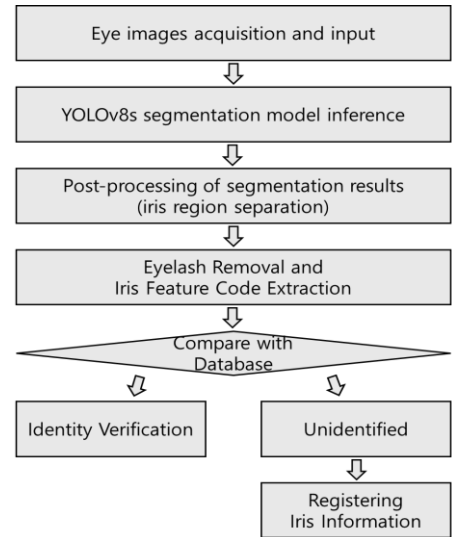 Eye images acquisition and input
YOLOv8s segmentation model inference
Post-processing of segmentation results
(iris region separation)
Eyelash Removal and
Iris Feature Code Extraction
Compare with
Database
Identity Verification
Unidentified
Registering
Iris Information